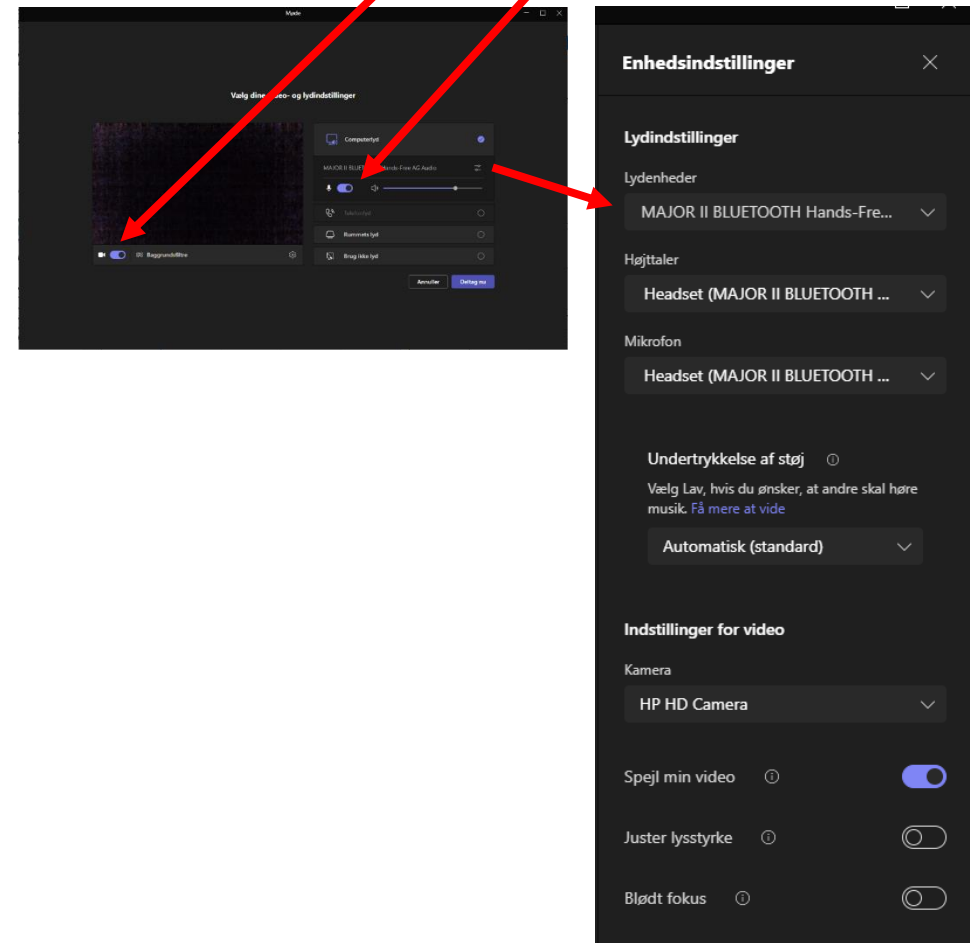 Møde
Vælg dine video- og lydindstillinger
Computerlyd
MAJOR II BLUETOOTH Hands-Free AG Audio
Telefonlyd
Rummets lyd
Brug ikke lyd
Baggrundsfiltre
Annuller
Deltag nu
Enhedsindstillinger
Lydindstillinger
Lydenheder
MAJOR II BLUETOOTH Hands-Fre...
Højttaler
Headset (MAJOR II BLUETOOTH ...
Mikrofon
Headset (MAJOR II BLUETOOTH ...
Undertrykkelse af støj
Vælg Lav, hvis du ønsker, at andre skal høre
musik. Få mere at vide
Automatisk (standard)
Indstillinger for video
Kamera
HP HD Camera
Spejl min video
Juster lysstyrke
Blødt fokus